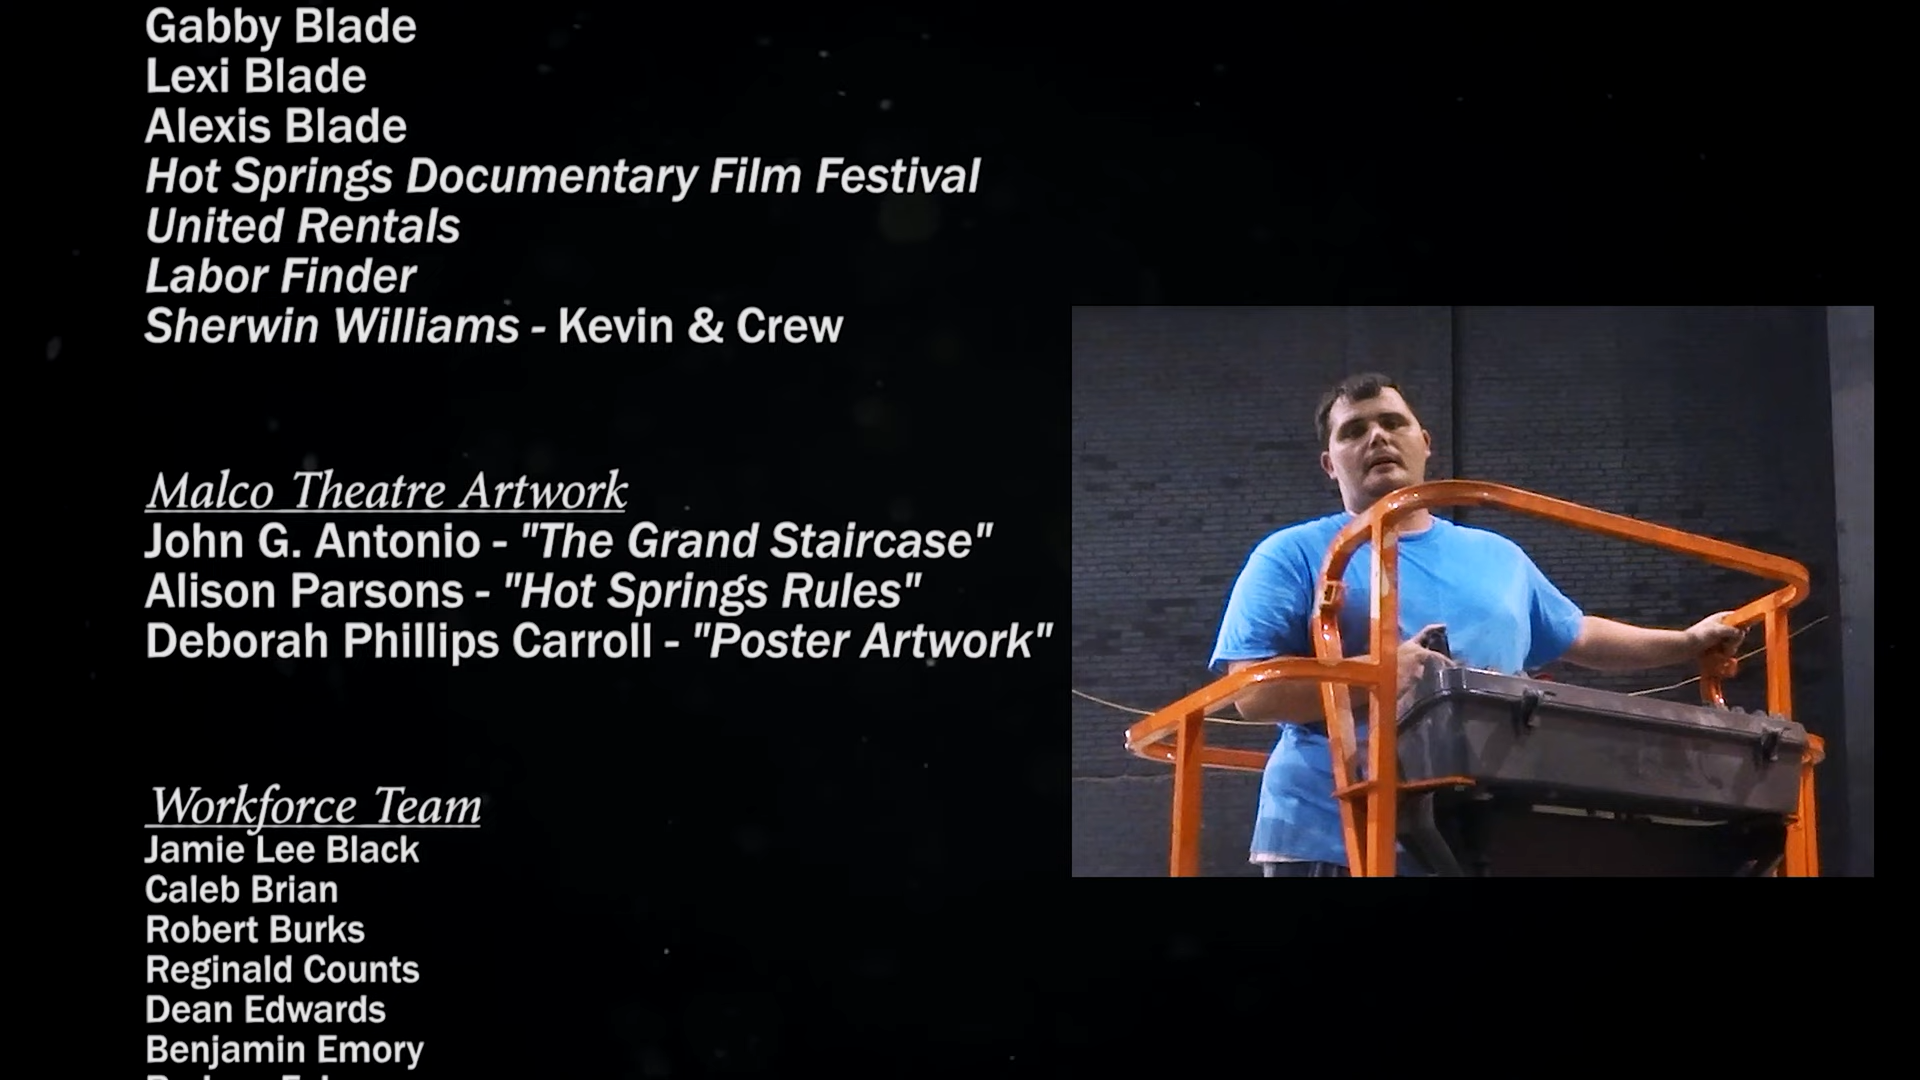 Gabby Blade
Lexi Blade
Alexis Blade
Hot Springs Documentary Film Festival
United Rentals
Labor Finder
Sherwin Williams - Kevin & Crew
Malco Theatre Artwork
John G. Antonio - "The Grand Staircase"
Alison Parsons - "Hot Springs Rules"
Deborah Phillips Carroll - "Poster Artwork"
Workforce Team
Jamie Lee Black
Caleb Brian
Robert Burks
Reginald Counts
Dean Edwards
Benjamin Emory